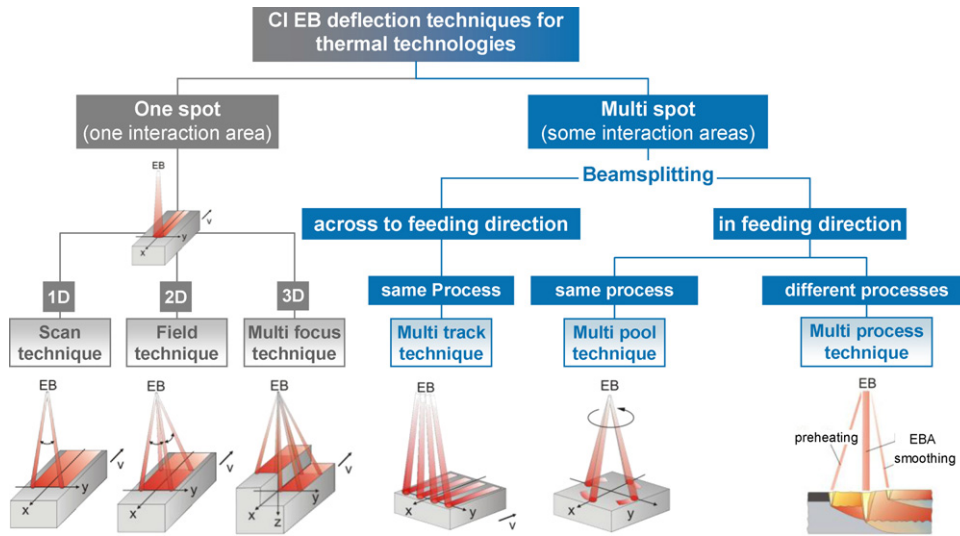 CI EB deflection techniques for
thermal technologies
One spot
(one interaction area)
Multi spot
(some interaction areas)
Beamsplitting
EB
v
x
y
across to feeding direction
in feeding direction
1D
2D
3D
same Process
same process
different processes
Scan
technique
Field
technique
Multi focus
technique
Multi track
technique
Multi pool
technique
Multi process
technique
EB
x
y
v
EB
x
y
v
EB
x
y
z
v
EB
x
y
v
EB
x
y
EB
preheating
EBA
smoothing